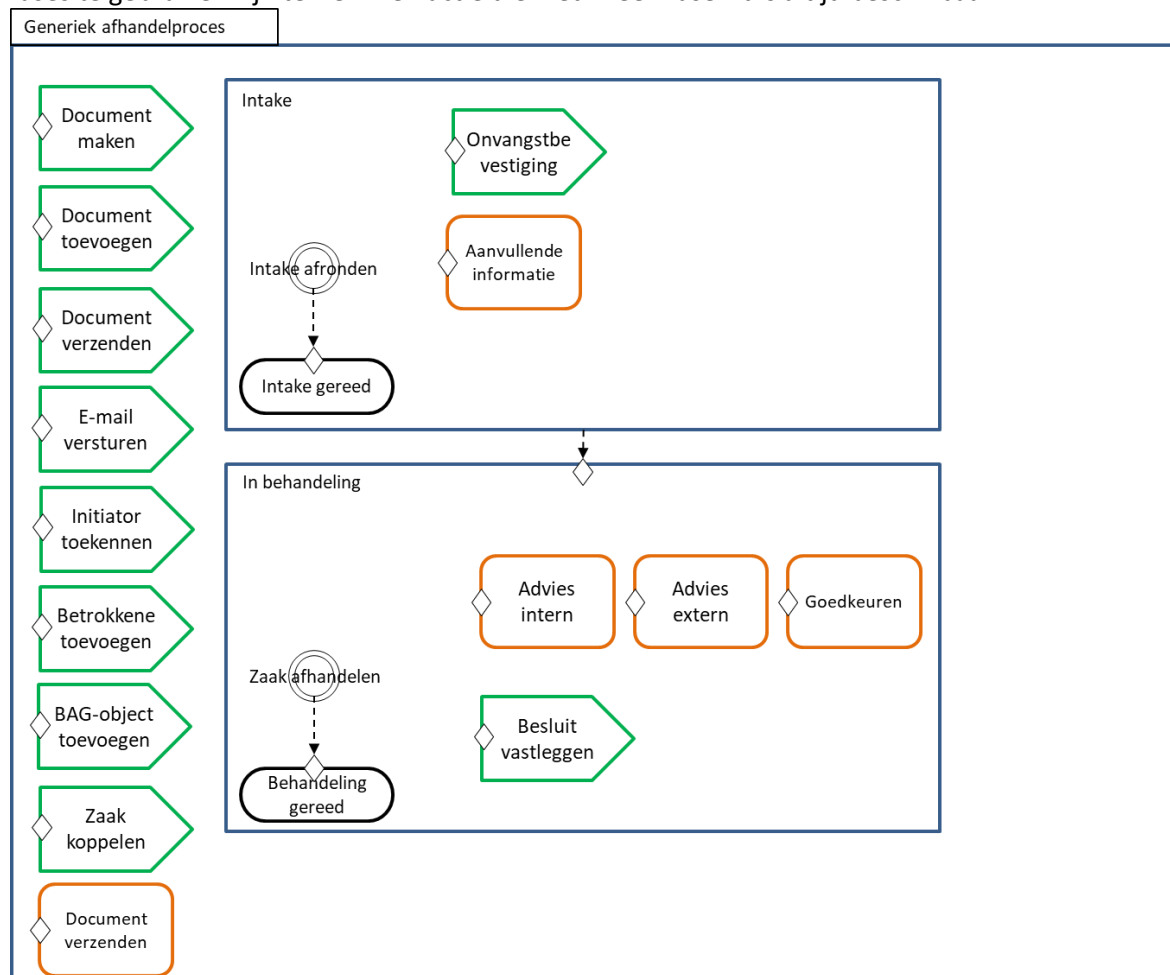 Generiek afhandelproces
Document
maken
Document
toevoegen
Document
verzenden
E-mail
versturen
Initiator
toekennen
Betrokkene
toevoegen
BAG-object
toevoegen
Zaak
koppelen
Document
verzenden
Intake
Onvangstbe
vestiging
Aanvullende
informatie
Intake afronden
Intake gereed
In behandeling
Advies
intern
Advies
extern
Goedkeuren
Zaak afhandelen
Besluit
vastleggen
Behandeling
gereed